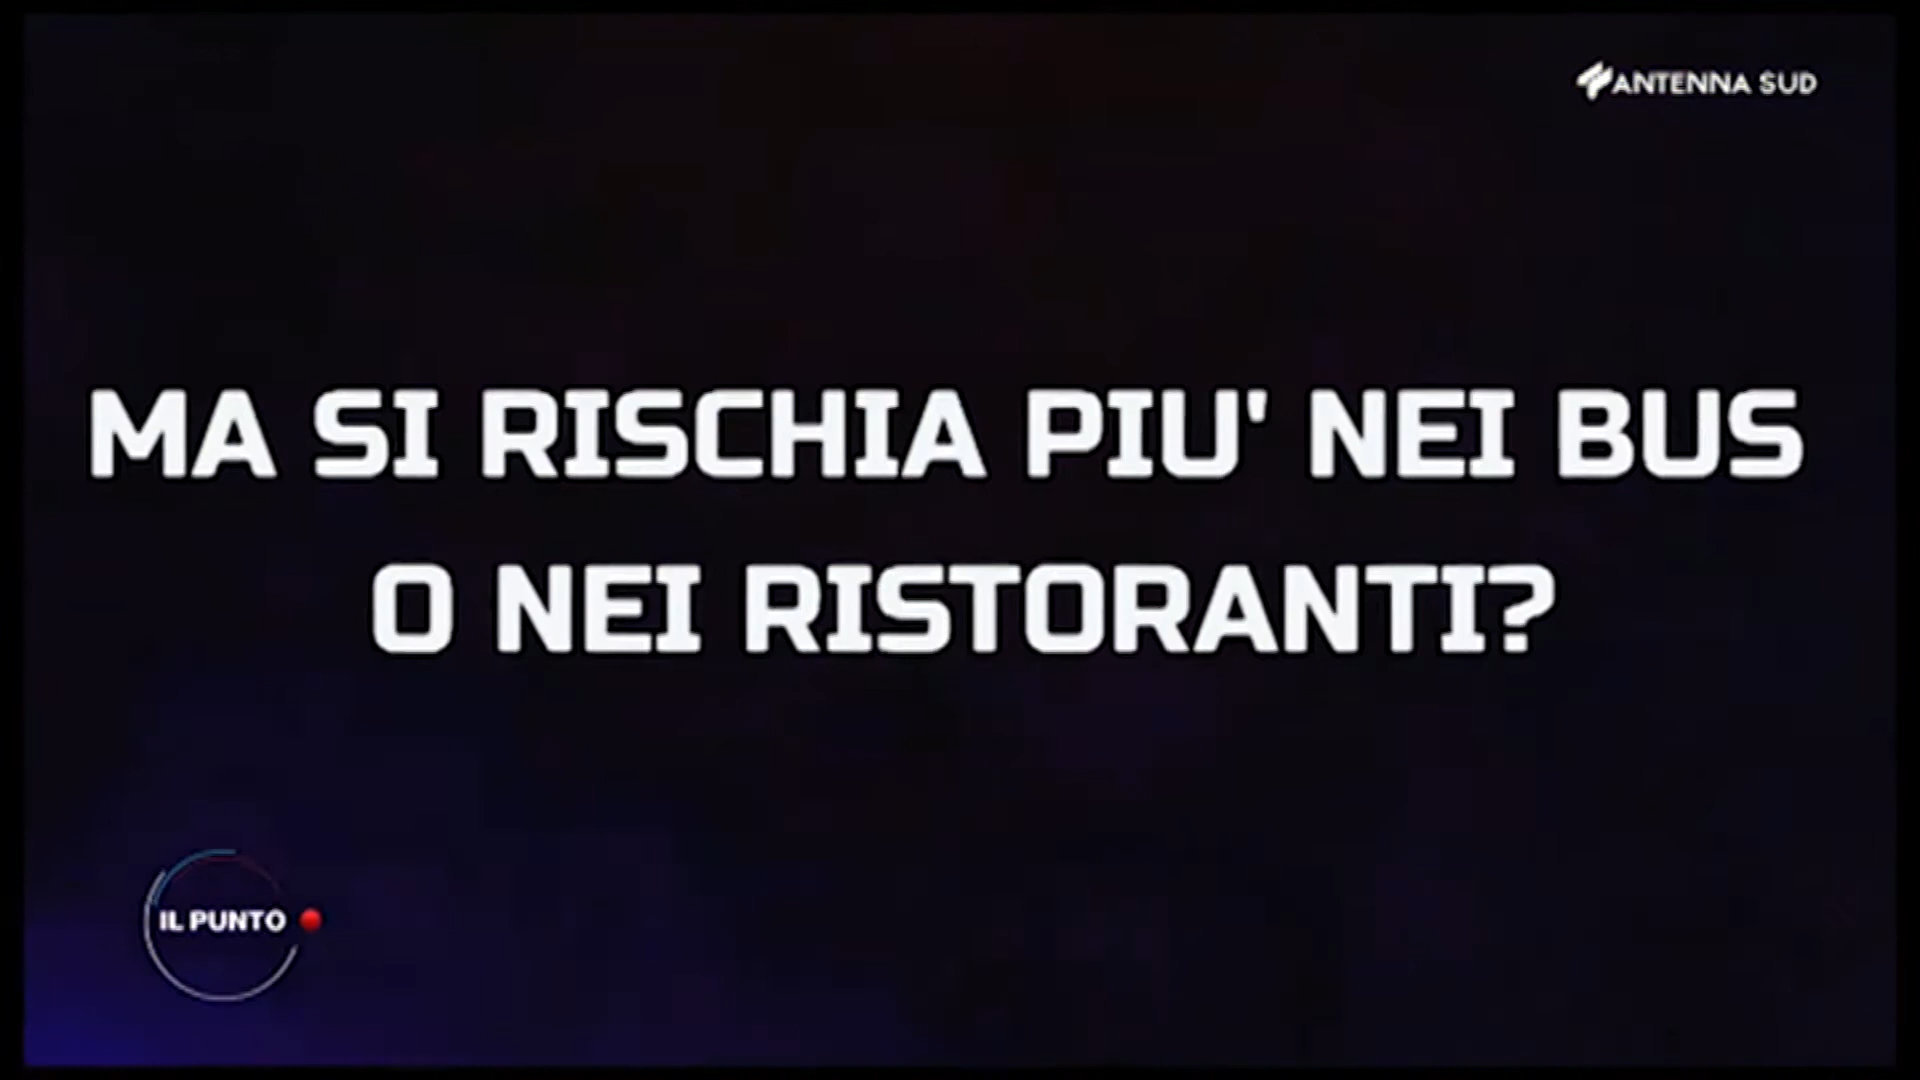 ANTENNA SUD
MA SI RISCHIA PIU' NEI BUS
O NEI RISTORANTI?
IL PUNTO